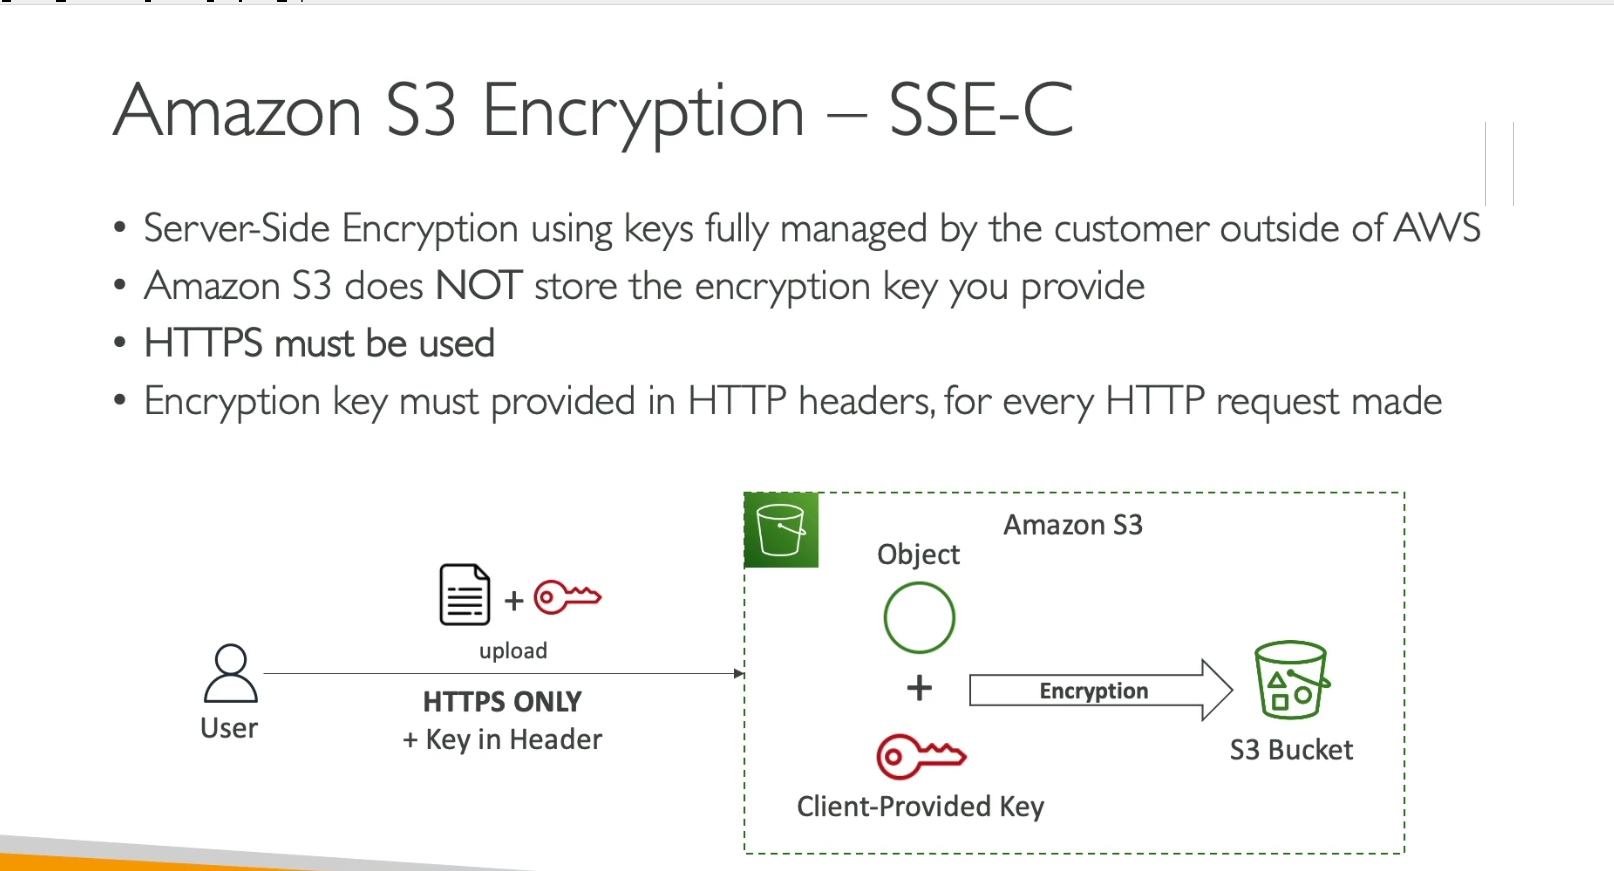 Amazon S3 Encryption – SSE-C
• Server-Side Encryption using keys fully managed by the customer outside of AWS
• Amazon S3 does NOT store the encryption key you provide
• HTTPS must be used
• Encryption key must provided in HTTP headers, for every HTTP request made
User
+
upload
HTTPS ONLY
+ Key in Header
Amazon S3
Object
+
Client-Provided Key
Encryption
S3 Bucket